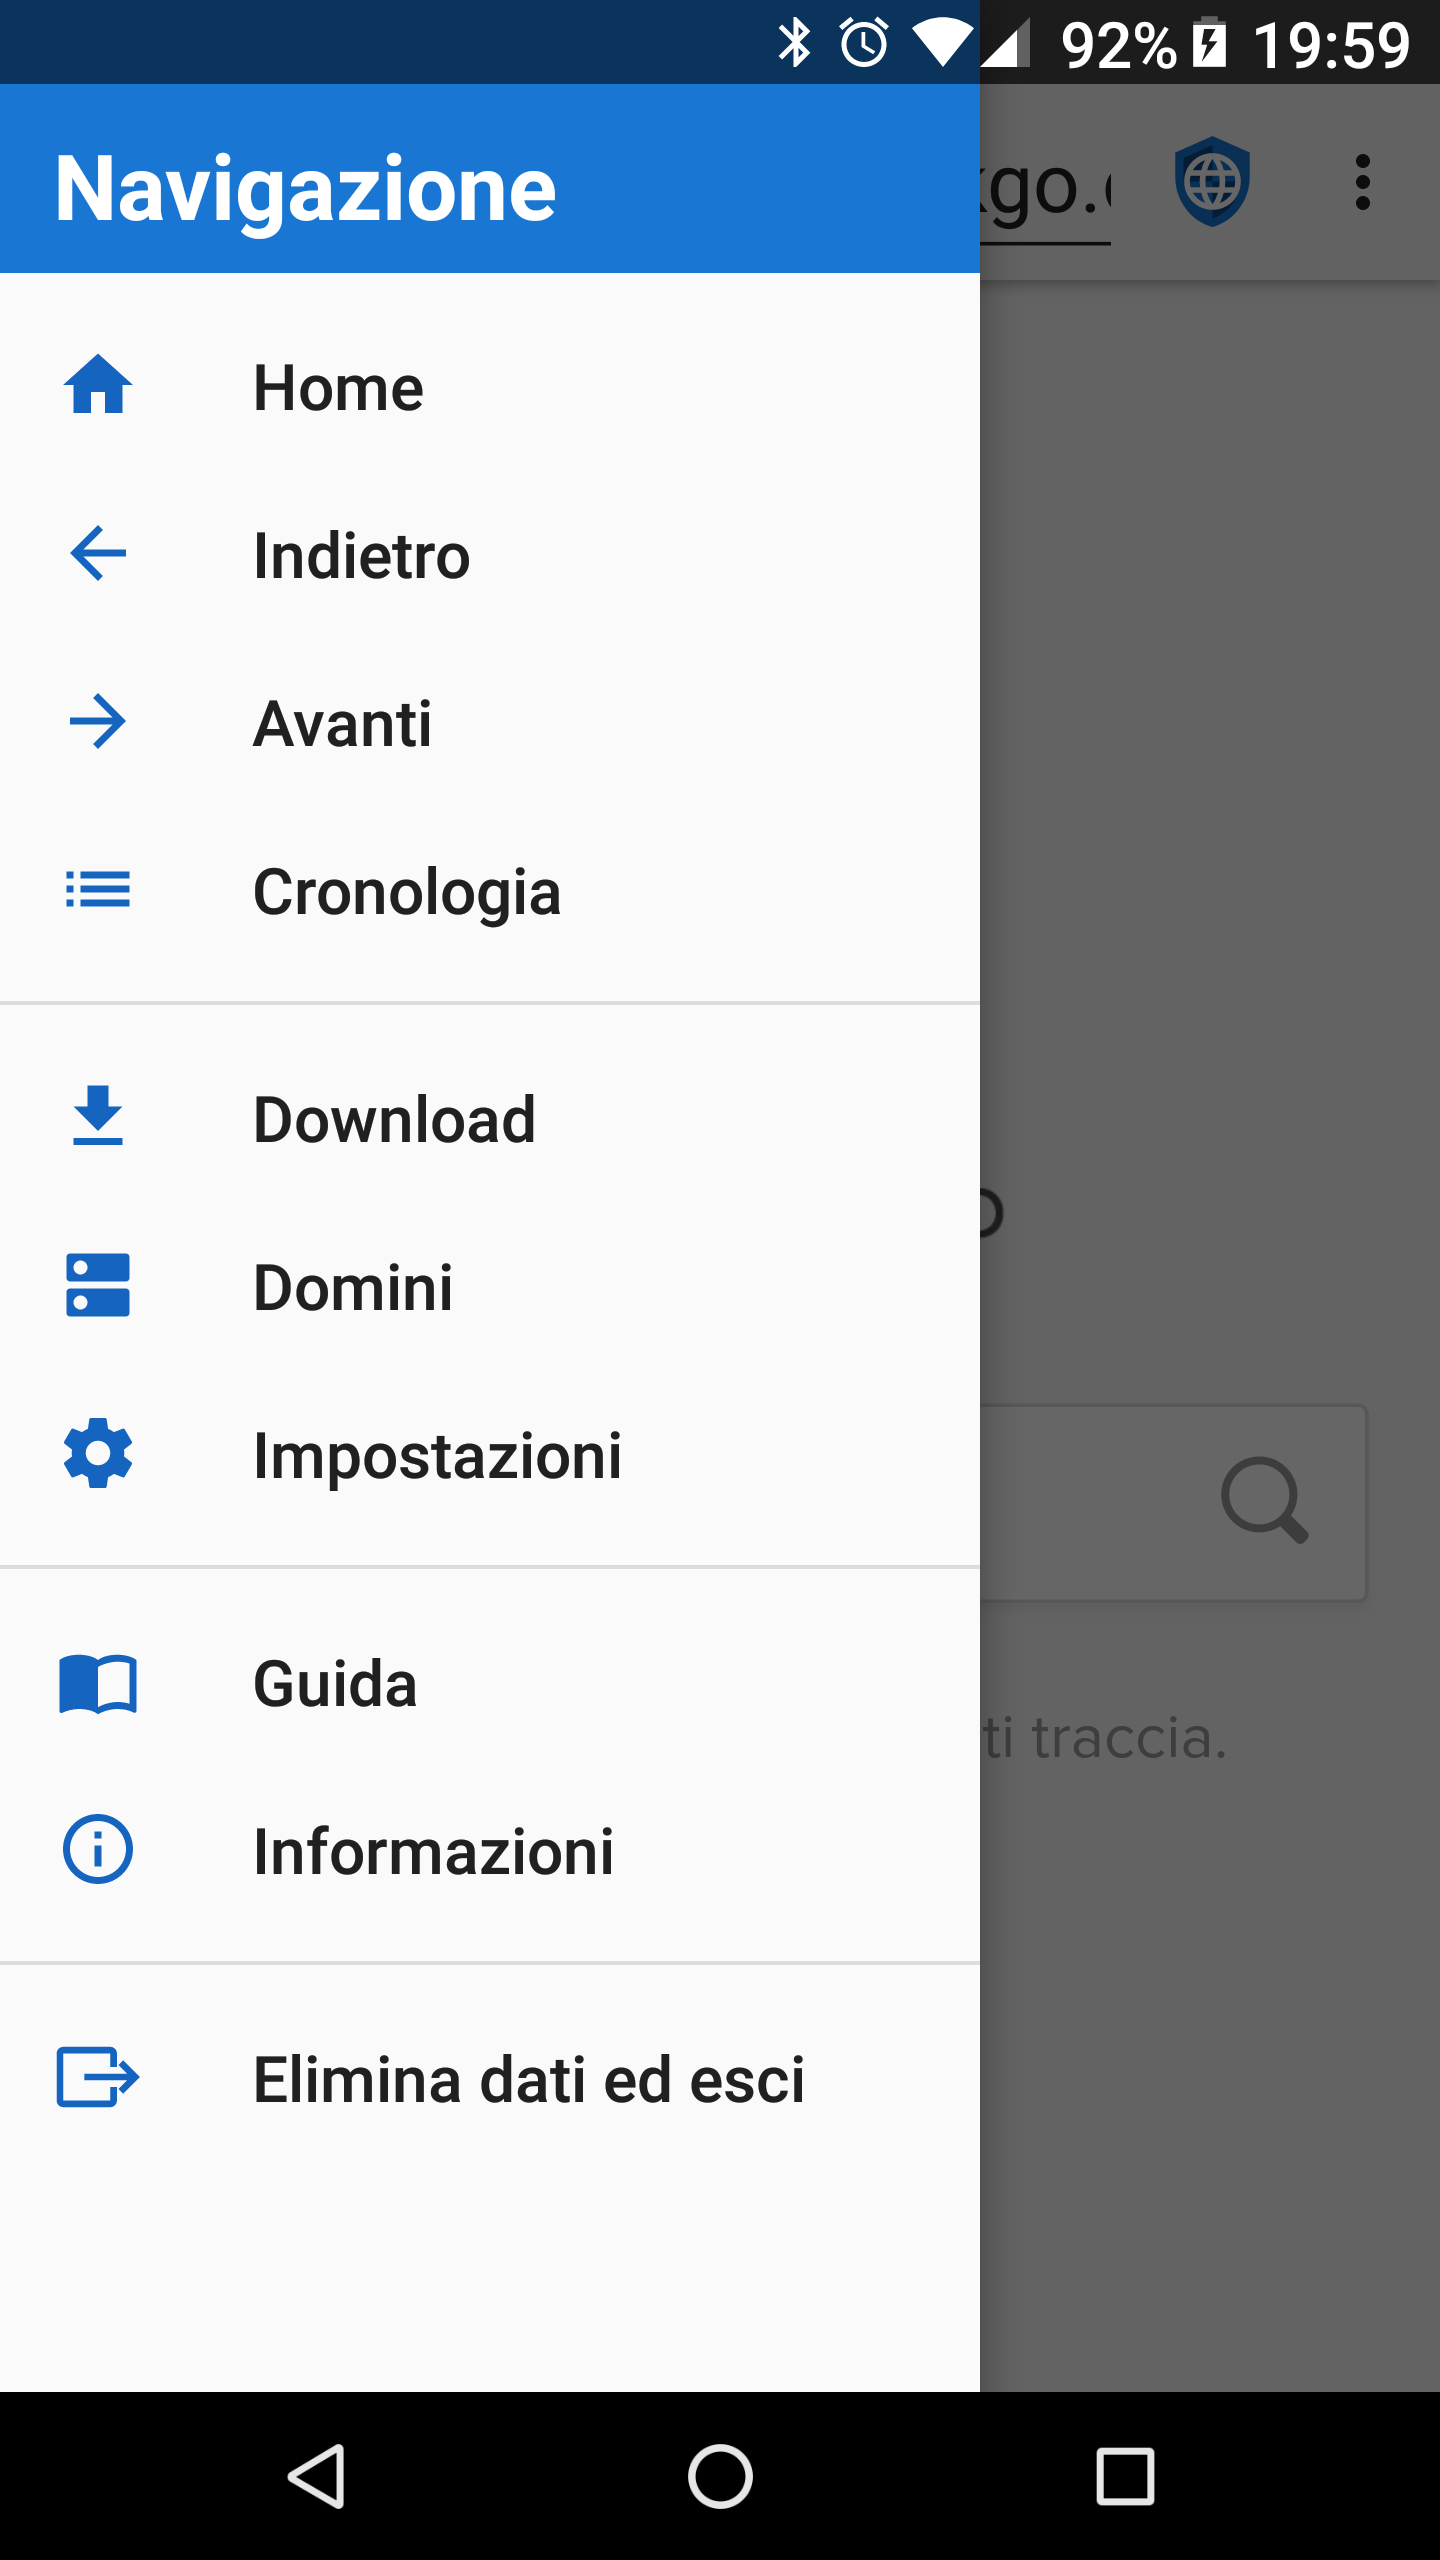 92% 19:59
Navigazione
kgo.
Home
Indietro
Avanti
Cronologia
Download
Domini
Impostazioni
Guida
ti traccia.
Informazioni
Elimina dati ed esci